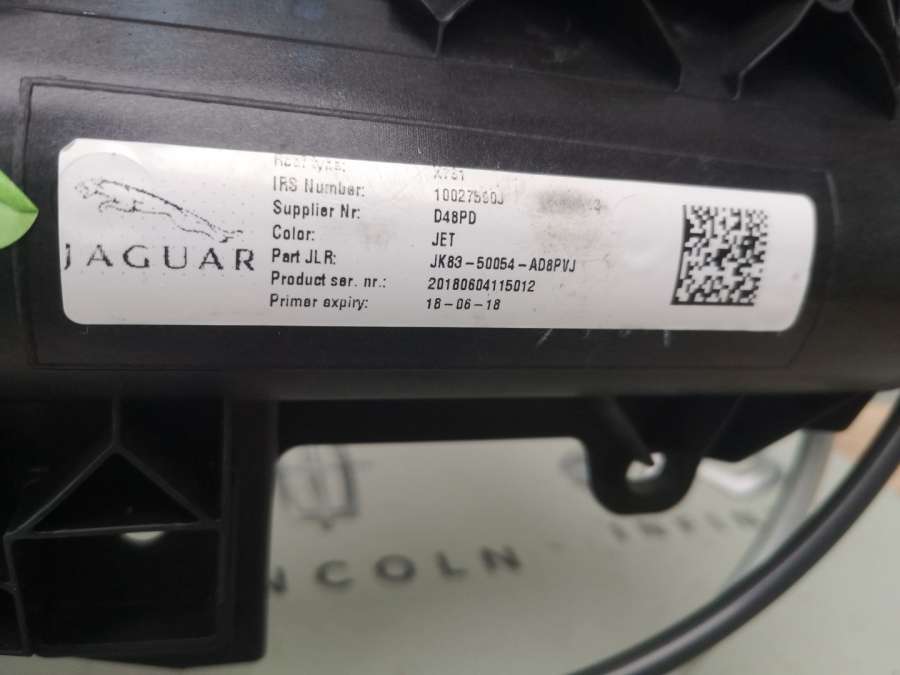 JAGUAR
IRS Number:
Supplier Nr: D48PD
Color: JET
Part JLR: JK83-50054-AD8PVJ
Product ser. nr.: 20180604115012
Primer expiry: 18-06-18
NCOLN
INFIN